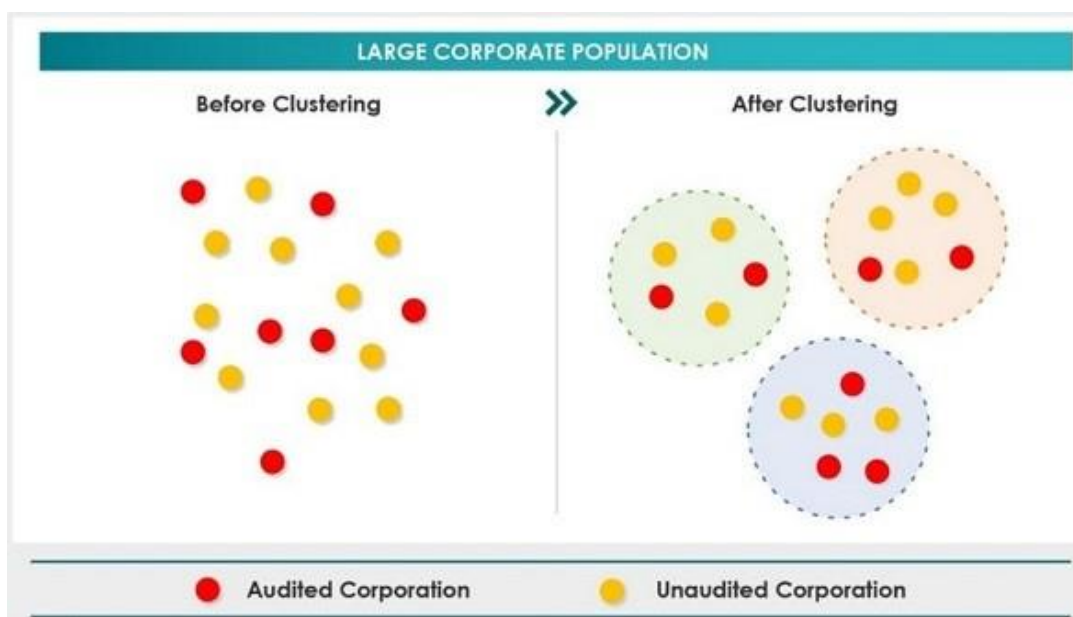 LARGE CORPORATE POPULATION
Before Clustering
After Clustering
Audited Corporation
Unaudited Corporation